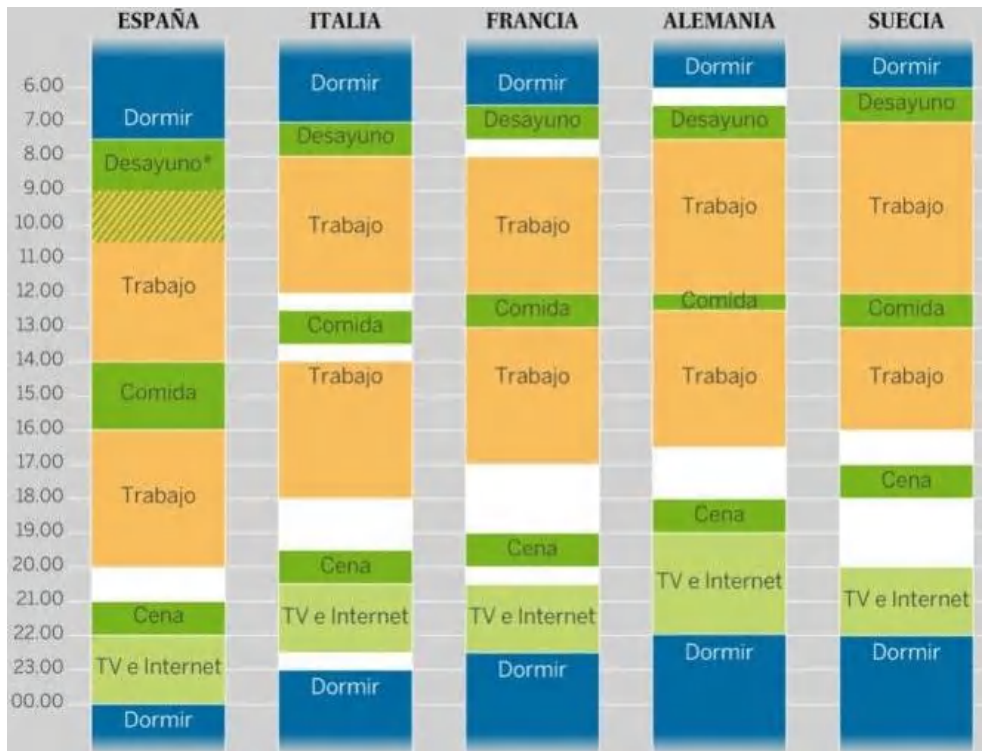 ESPAÑA ITALIA FRANCIA ALEMANIA SUECIA
6.00
7.00
8.00
9.00
10.00
11.00
12.00
13.00
14.00
15.00
16.00
17.00
18.00
19.00
20.00
21.00
22.00
23.00
00.00
Dormir
Desayuno*
Trabajo
Comida
Trabajo
Cena
TV e Internet
Dormir
Dormir
Desayuno
Trabajo
Comida
Trabajo
Cena
TV e Internet
Dormir
Dormir
Desayuno
Trabajo
Comida
Trabajo
Cena
TV e Internet
Dormir
Dormir
Desayuno
Trabajo
Comida
Trabajo
Cena
TV e Internet
Dormir
Dormir
Desayuno
Trabajo
Comida
Trabajo
Cena
TV e Internet
Dormir